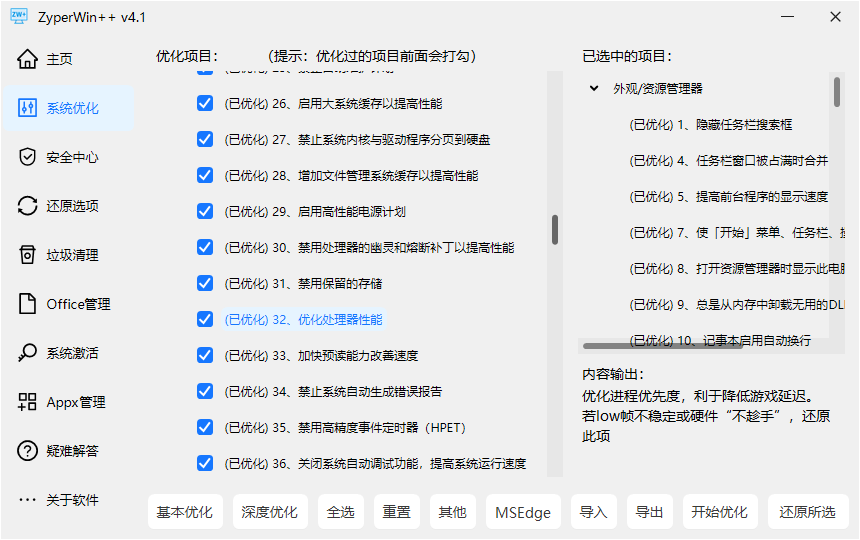 ZW+
ZyperWin++ v4.1
主页
系统优化
安全中心
还原选项
垃圾清理
Office管理
系统激活
Appx管理
疑难解答
关于软件
优化项目： （提示：优化过的项目前面会打勾）
(已优化) 26、启用大系统缓存以提高性能
(已优化) 27、禁止系统内核与驱动程序分页到硬盘
(已优化) 28、增加文件管理系统缓存以提高性能
(已优化) 29、启用高性能电源计划
(已优化) 30、禁用处理器的幽灵和熔断补丁以提高性能
(已优化) 31、禁用保留的存储
(已优化) 32、优化处理器性能
(已优化) 33、加快预读能力改善速度
(已优化) 34、禁止系统自动生成错误报告
(已优化) 35、禁用高精度事件定时器（HPET）
(已优化) 36、关闭系统自动调试功能，提高系统运行速度
已选中的项目：
外观/资源管理器
(已优化) 1、隐藏任务栏搜索框
(已优化) 4、任务栏窗口被占满时合并
(已优化) 5、提高前台程序的显示速度
(已优化) 7、使「开始」菜单、任务栏、
(已优化) 8、打开资源管理器时显示此电脑
(已优化) 9、总是从内存中卸载无用的DLL
(已优化) 10、记事本启用自动换行
内容输出：
优化进程优先度，利于降低游戏延迟。
若low帧不稳定或硬件“不趁手”，还原
此项
基本优化 深度优化 全选 重置 其他 MSEdge 导入 导出 开始优化 还原所选